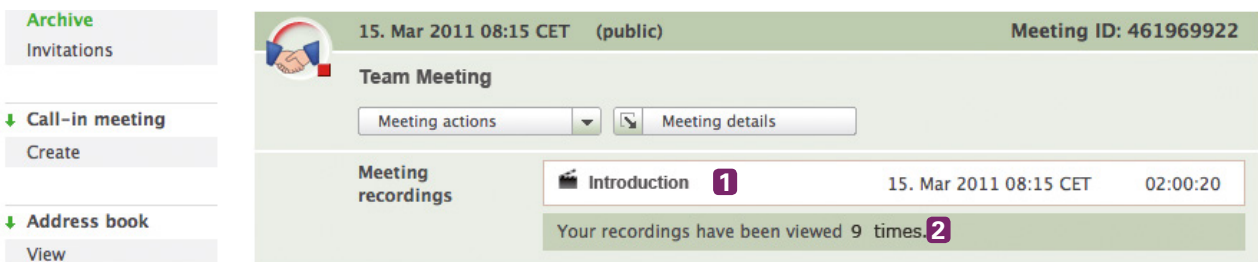 Archive
Invitations
Call-in meeting
Create
Address book
View
15. Mar 2011 08:15 CET (public) Meeting ID: 461969922
Team Meeting
Meeting actions Meeting details
Meeting
recordings
Introduction 1 15. Mar 2011 08:15 CET 02:00:20
Your recordings have been viewed 9 times. 2